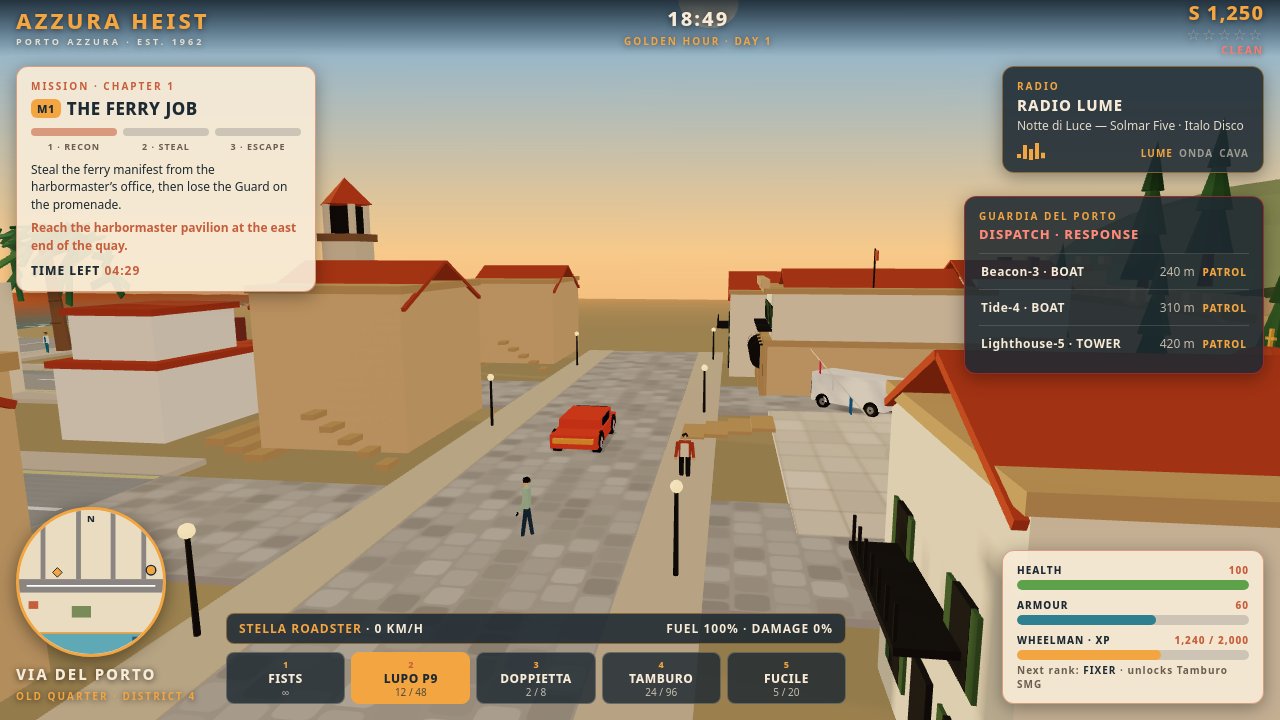 AZZURA HEIST
PORTO AZZURA · EST. 1962
18:49
GOLDEN HOUR · DAY 1
S 1,250
☆☆☆☆☆
CLEAN
MISSION · CHAPTER 1
M1 THE FERRY JOB
1 · RECON 2 · STEAL 3 · ESCAPE
Steal the ferry manifest from the
harbormaster's office, then lose the Guard on
the promenade.
Reach the harbormaster pavilion at the east
end of the quay.
TIME LEFT 04:29
RADIO
RADIO LUME
Notte di Luce — Solmar Five · Italo Disco
LUME ONDA CAVA
GUARDIA DEL PORTO
DISPATCH · RESPONSE
Beacon-3 · BOAT 240 m PATROL
Tide-4 · BOAT 310 m PATROL
Lighthouse-5 · TOWER 420 m PATROL
N
VIA DEL PORTO
OLD QUARTER · DISTRICT 4
STELLA ROADSTER · 0 KM/H FUEL 100% · DAMAGE 0%
1
FISTS
∞
2
LUPO P9
12 / 48
3
DOPPIETTA
2 / 8
4
TAMBURO
24 / 96
5
FUCILE
5 / 20
HEALTH 100
ARMOUR 60
WHEELMAN · XP 1,240 / 2,000
Next rank: FIXER · unlocks Tamburo
SMG